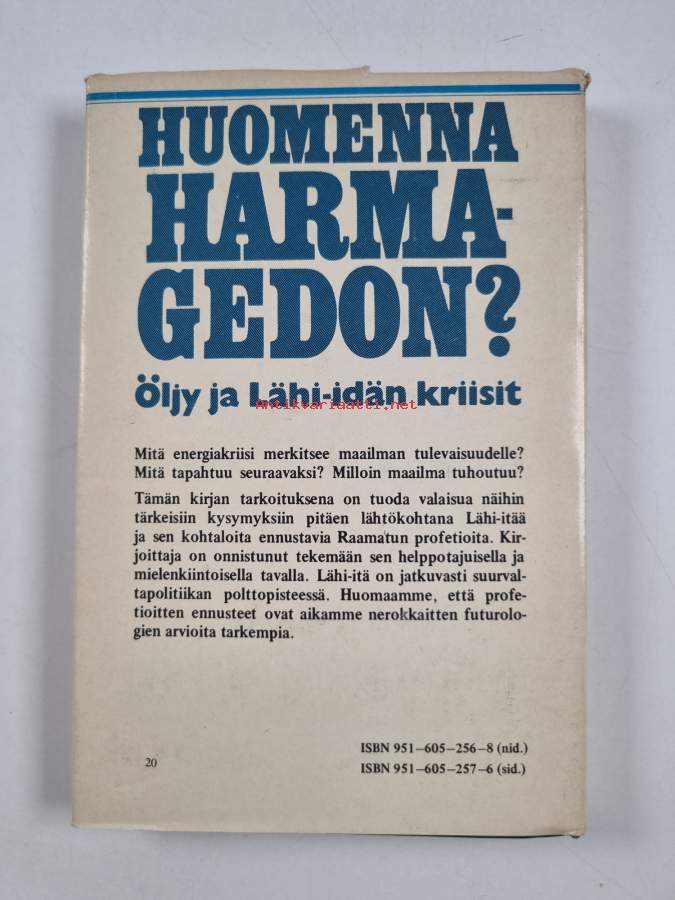 HUOMENNA
HARMA-
GEDON?
Öljy ja Lähi-idän kriisit
Antikvariaatti.net
Mitä energiakriisi merkitsee maailman tulevaisuudelle?
Mitä tapahtuu seuraavaksi? Milloin maailma tuhoutuu?
Tämän kirjan tarkoituksena on tuoda valaisua näihin
tärkeisiin kysymyksiin pitäen lähtökohtana Lähi-itää
ja sen kohtaloita ennustavia Raamatun profetioita. Kir-
joittaja on onnistunut tekemään sen helppotajuisella ja
mielenkiintoisella tavalla. Lähi-itä on jatkuvasti suurval-
tapolitiikan polttopisteessä. Huomaamme, että profe-
tioitten ennusteet ovat aikamme nerokkaitten futurolo-
gien arvioita tarkempia.
ISBN 951–605–256–8 (nid.)
20
ISBN 951–605–257–6 (sid.)